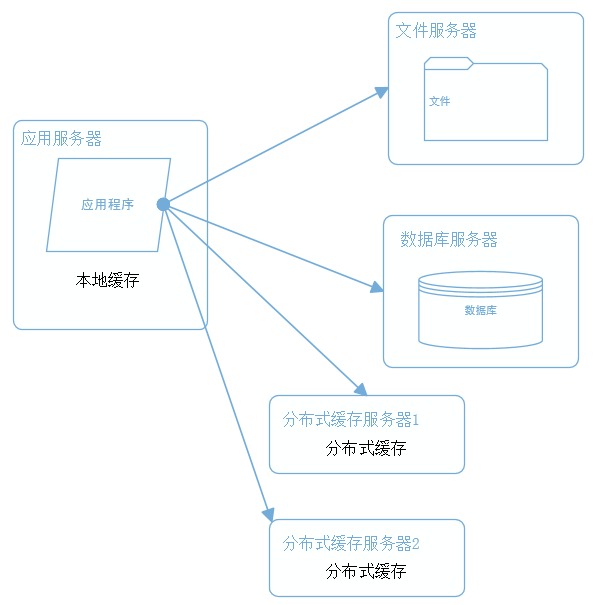 文件服务器
文件
应用服务器
应用程序
本地缓存
数据库服务器
数据库
分布式缓存服务器1
分布式缓存
分布式缓存服务器2
分布式缓存